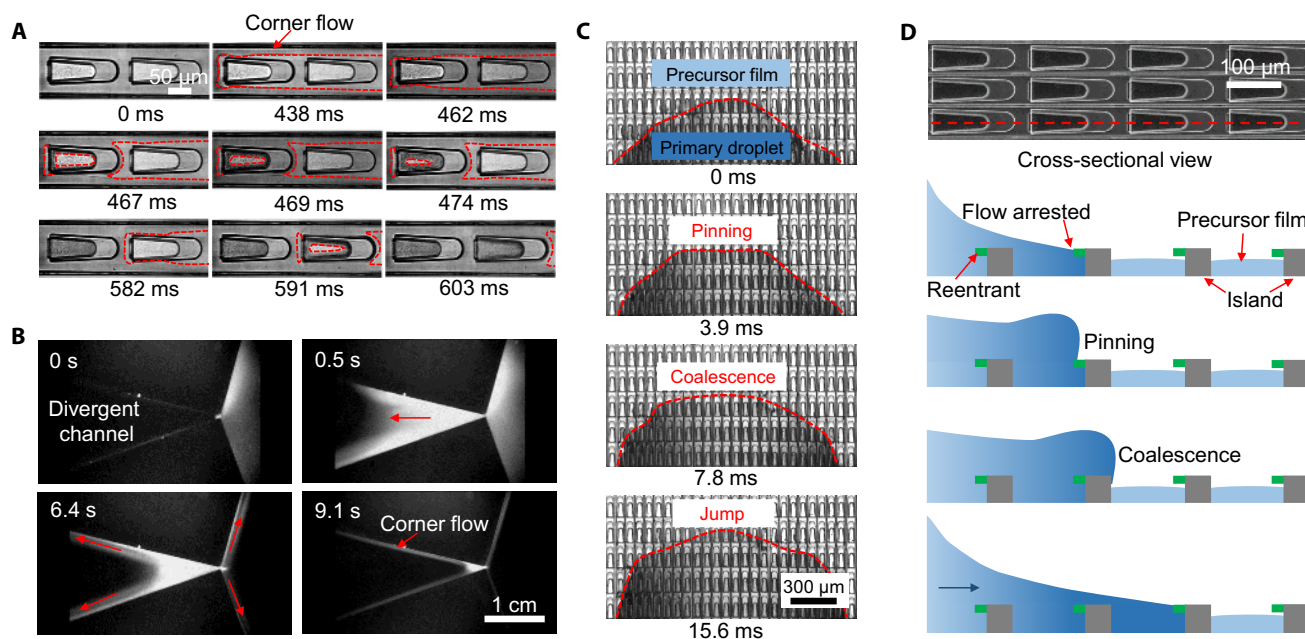 A
Corner flow
50 µm
0 ms
438 ms
462 ms
467 ms
469 ms
474 ms
582 ms
591 ms
603 ms
B
0 s
Divergent
channel
0.5 s
6.4 s
9.1 s
Corner flow
1 cm
C
Precursor film
Primary droplet
0 ms
Pinning
3.9 ms
Coalescence
7.8 ms
Jump
300 µm
15.6 ms
D
100 µm
Cross-sectional view
Flow arrested
Precursor film
Reentrant
Island
Pinning
Coalescence